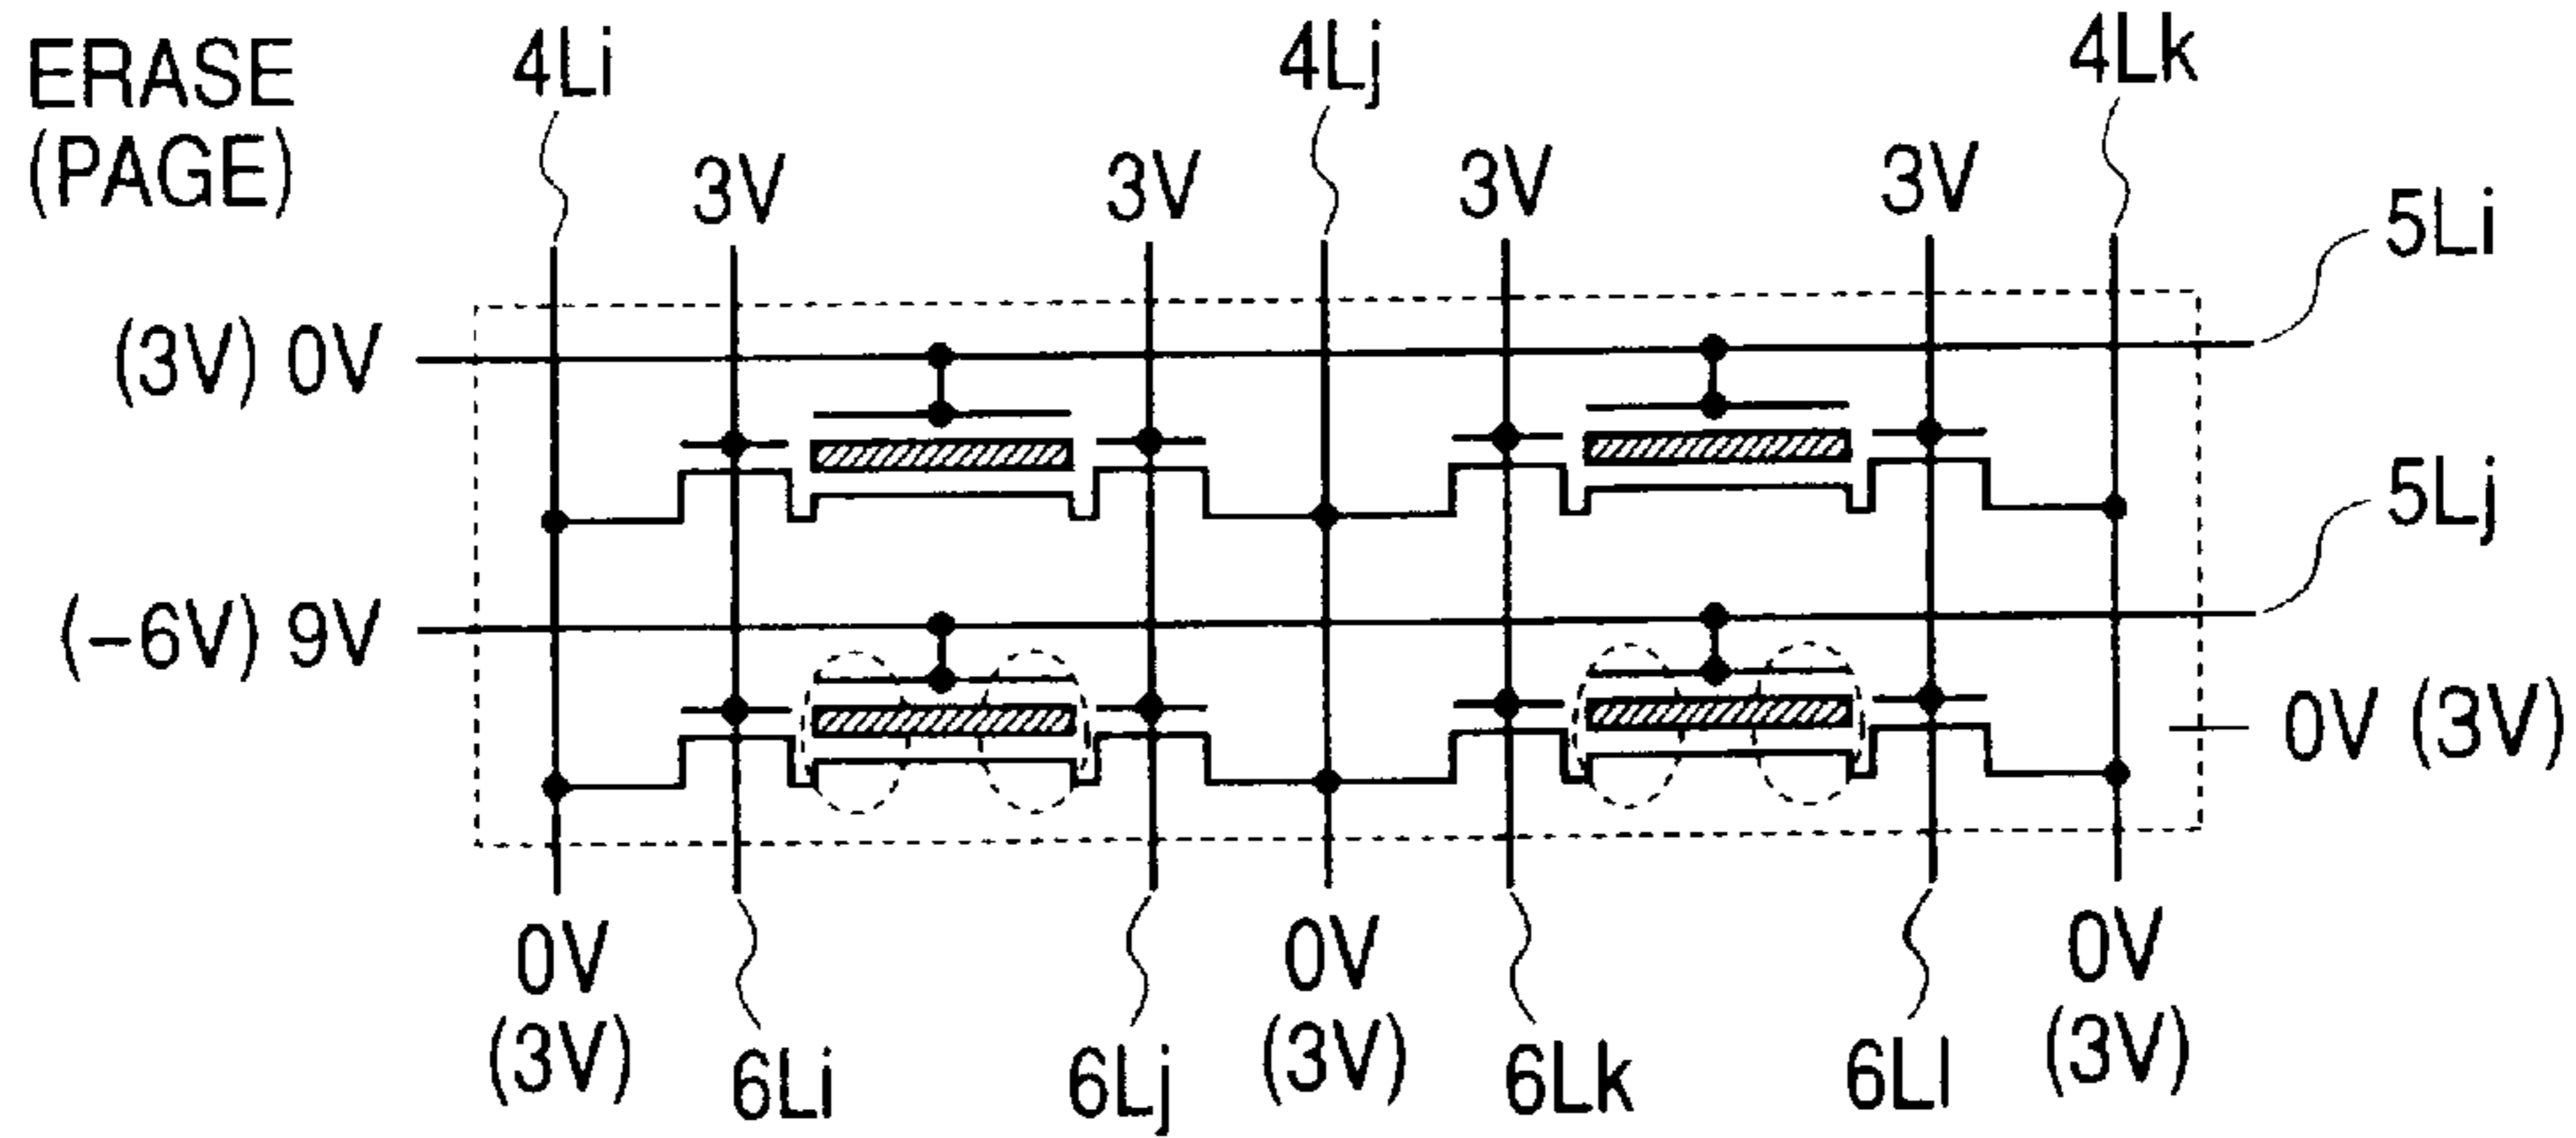 ERASE
(PAGE)
4Li
4Lj
4Lk
3V
3V
3V
3V
5Li
(3V) 0V
5Lj
(-6V) 9V
0V (3V)
0V
(3V)
0V
(3V)
0V
(3V)
6Li
6Lj
6Lk
6Ll